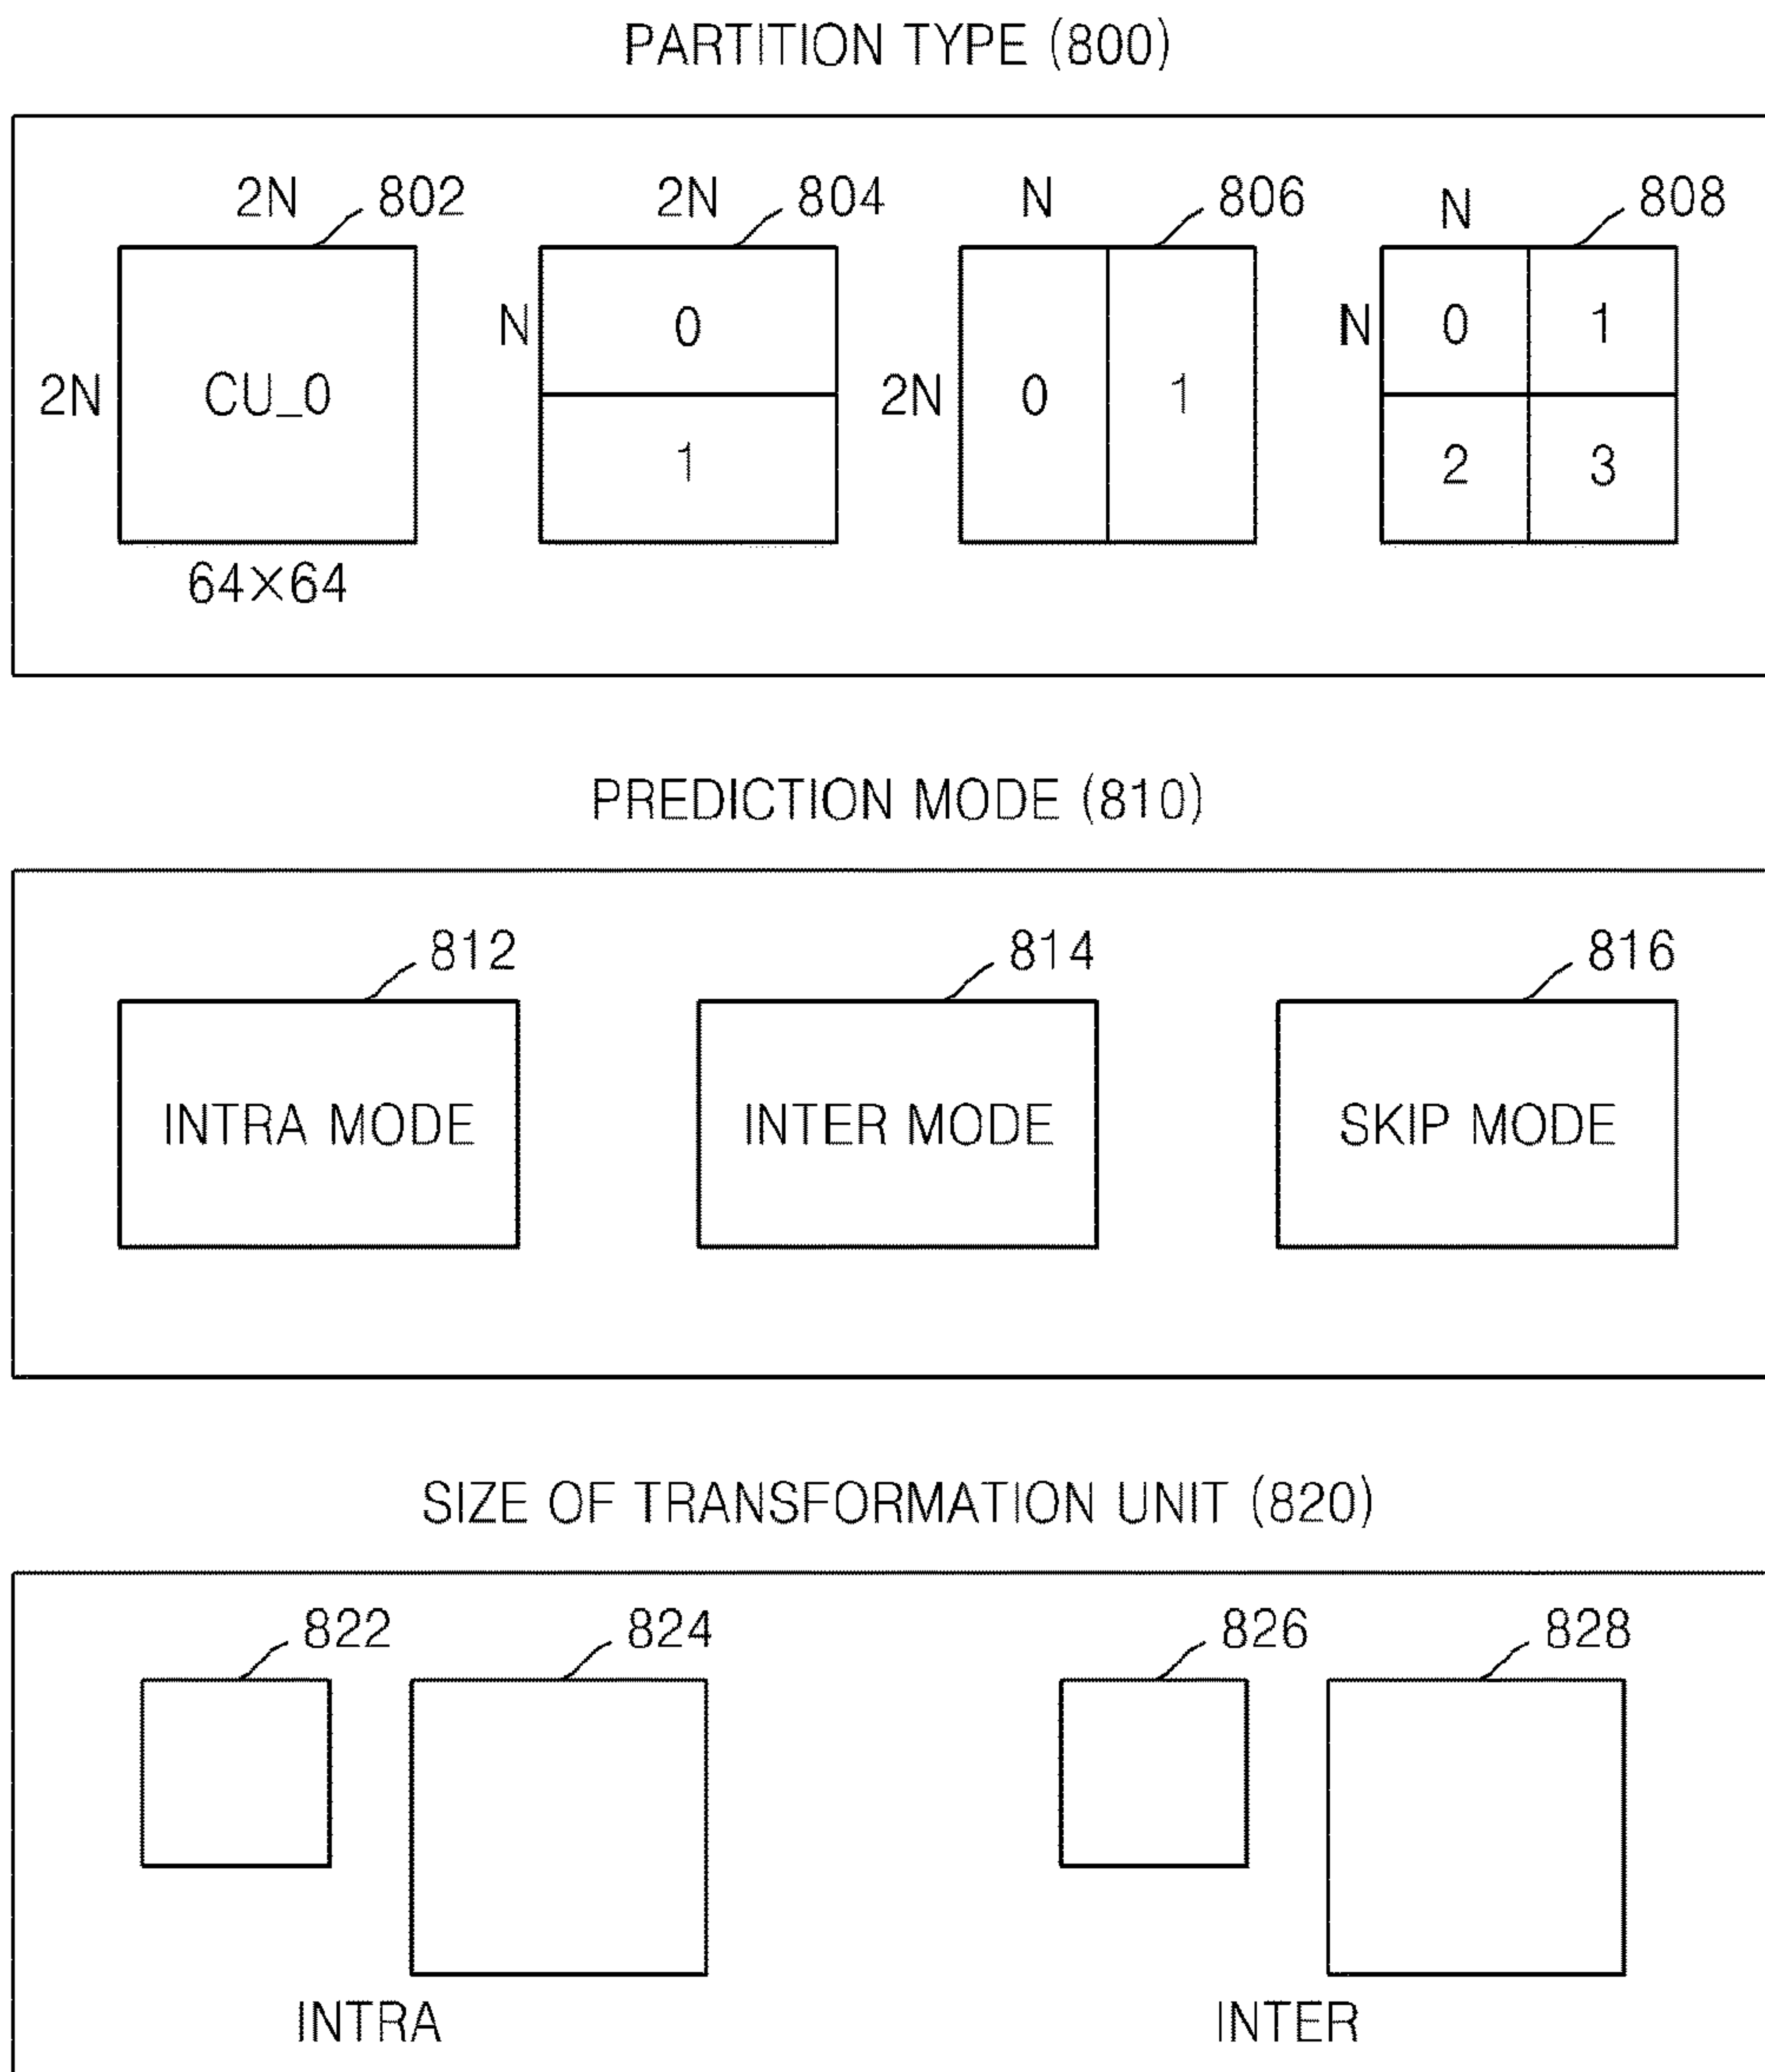 PARTITION TYPE (800)
2N 802 2N 804 N 806 N 808
N 0 N 0 1
2N CU_0 2N 0 1
1 2 3
64×64
PREDICTION MODE (810)
812 814 816
INTRA MODE INTER MODE SKIP MODE
SIZE OF TRANSFORMATION UNIT (820)
822 824 826 828
INTRA INTER